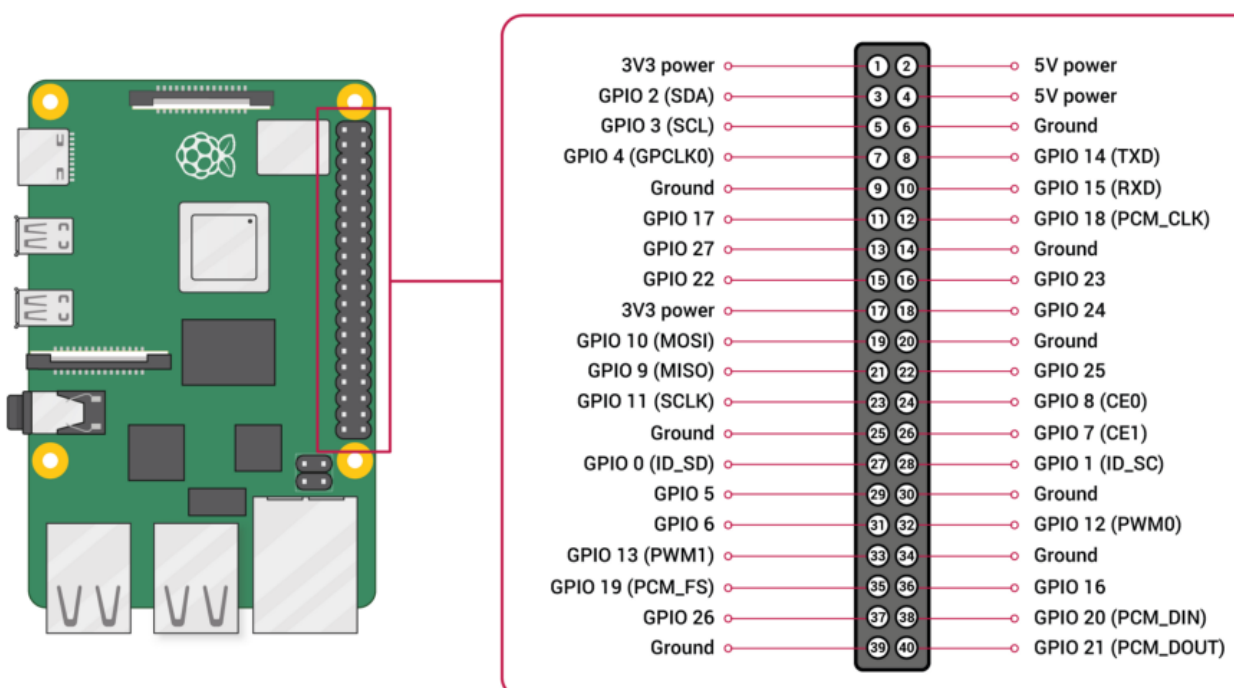 3V3 power 1 2 5V power
GPIO 2 (SDA) 3 4 5V power
GPIO 3 (SCL) 5 6 Ground
GPIO 4 (GPCLK0) 7 8 GPIO 14 (TXD)
Ground 9 10 GPIO 15 (RXD)
GPIO 17 11 12 GPIO 18 (PCM_CLK)
GPIO 27 13 14 Ground
GPIO 22 15 16 GPIO 23
3V3 power 17 18 GPIO 24
GPIO 10 (MOSI) 19 20 Ground
GPIO 9 (MISO) 21 22 GPIO 25
GPIO 11 (SCLK) 23 24 GPIO 8 (CE0)
Ground 25 26 GPIO 7 (CE1)
GPIO 0 (ID_SD) 27 28 GPIO 1 (ID_SC)
GPIO 5 29 30 Ground
GPIO 6 31 32 GPIO 12 (PWM0)
GPIO 13 (PWM1) 33 34 Ground
GPIO 19 (PCM_FS) 35 36 GPIO 16
GPIO 26 37 38 GPIO 20 (PCM_DIN)
Ground 39 40 GPIO 21 (PCM_DOUT)